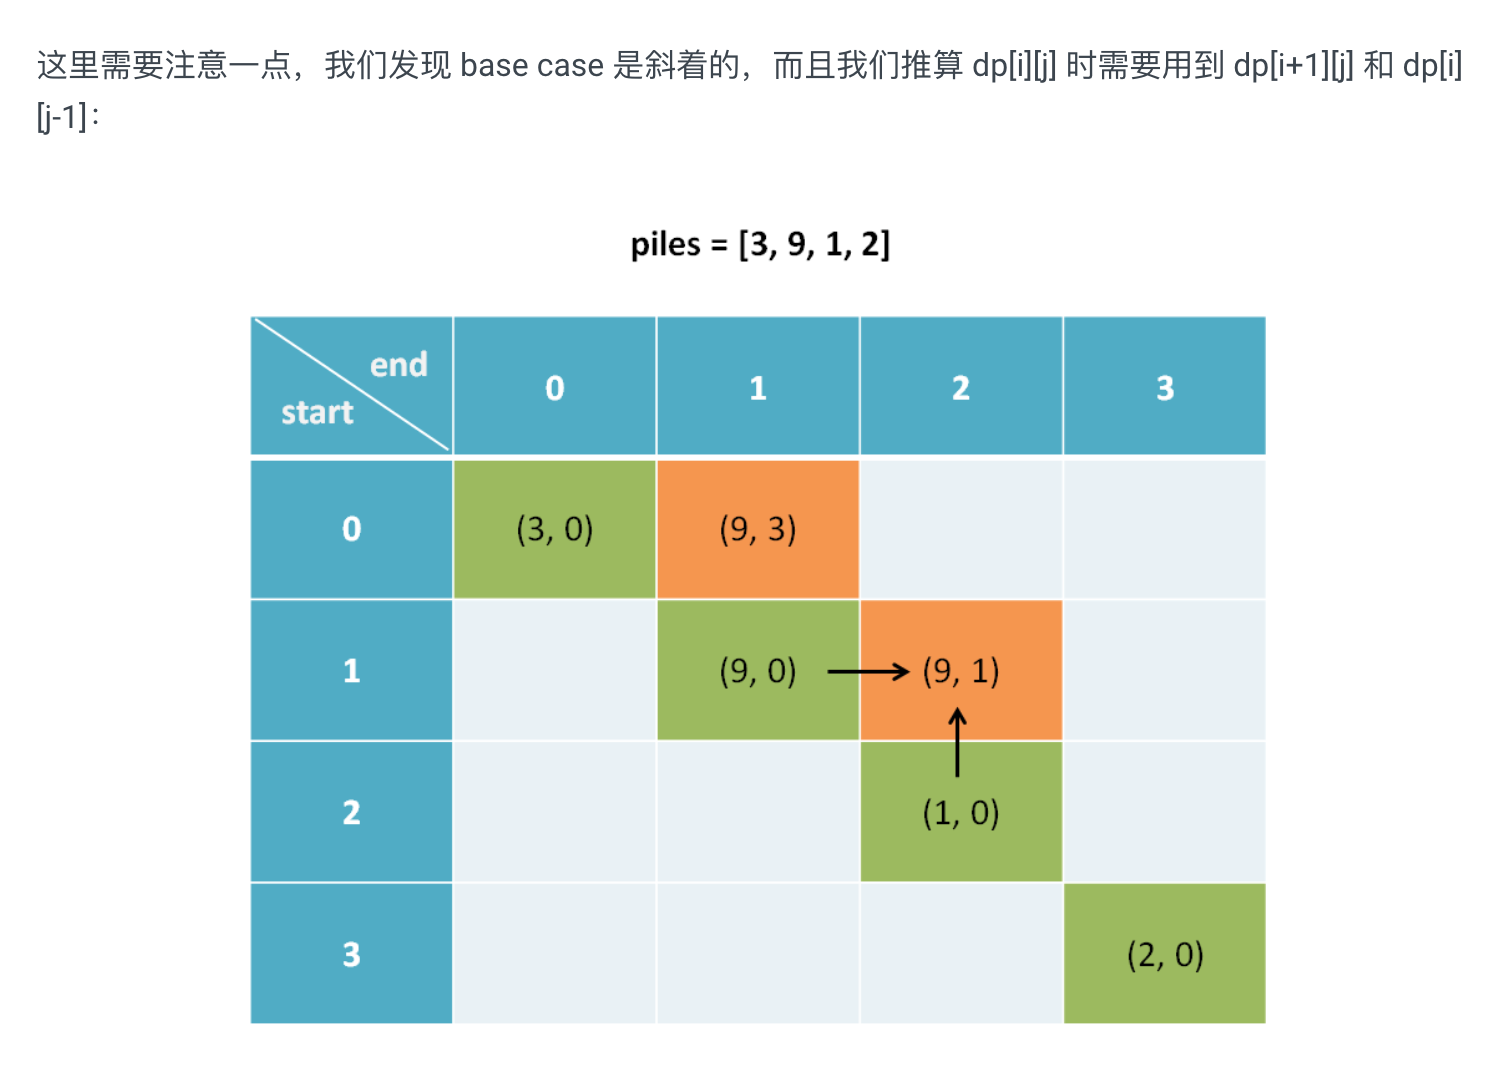 这里需要注意一点，我们发现 base case 是斜着的，而且我们推算 dp[i][j] 时需要用到 dp[i+1][j] 和 dp[i]
[j-1]：
piles = [3, 9, 1, 2]
end
start
0 1 2 3
0 (3, 0) (9, 3)
1 (9, 0) (9, 1)
2 (1, 0)
3 (2, 0)